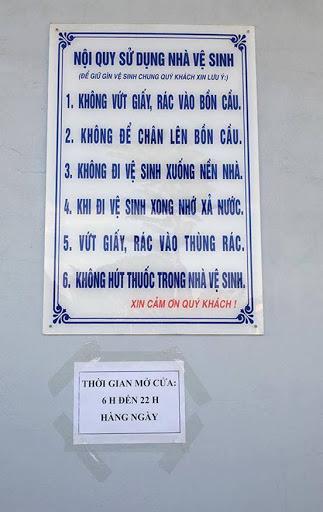 NỘI QUY SỬ DỤNG NHÀ VỆ SINH
(ĐỂ GIỮ GÌN VỆ SINH CHUNG QUÝ KHÁCH XIN LƯU Ý:)
1. KHÔNG VỨT GIẤY, RÁC VÀO BỒN CẦU.
2. KHÔNG ĐỂ CHÂN LÊN BỒN CẦU.
3. KHÔNG ĐI VỆ SINH XUỐNG NỀN NHÀ.
4. KHI ĐI VỆ SINH XONG NHỚ XẢ NƯỚC.
5. VỨT GIẤY, RÁC VÀO THÙNG RÁC.
6. KHÔNG HÚT THUỐC TRONG NHÀ VỆ SINH.
XIN CẢM ƠN QUÝ KHÁCH !
THỜI GIAN MỞ CỬA:
6 H ĐẾN 22 H
HÀNG NGÀY